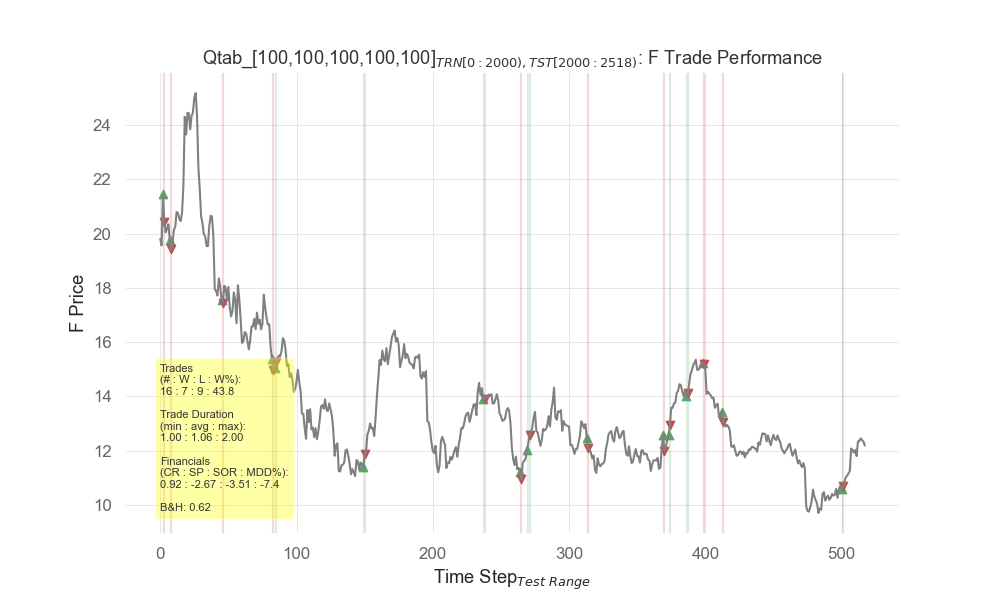 Qtab_[100,100,100,100,100]TRN[0 : 2000), TST[2000 : 2518): F Trade Performance
F Price
24
22
20
18
16
14
12
10
Trades
(# : W : L : W%):
16 : 7 : 9 : 43.8
Trade Duration
(min : avg : max):
1.00 : 1.06 : 2.00
Financials
(CR : SP : SOR : MDD%):
0.92 : -2.67 : -3.51 : -7.4
B&H: 0.62
0 100 200 300 400 500
Time StepTest Range